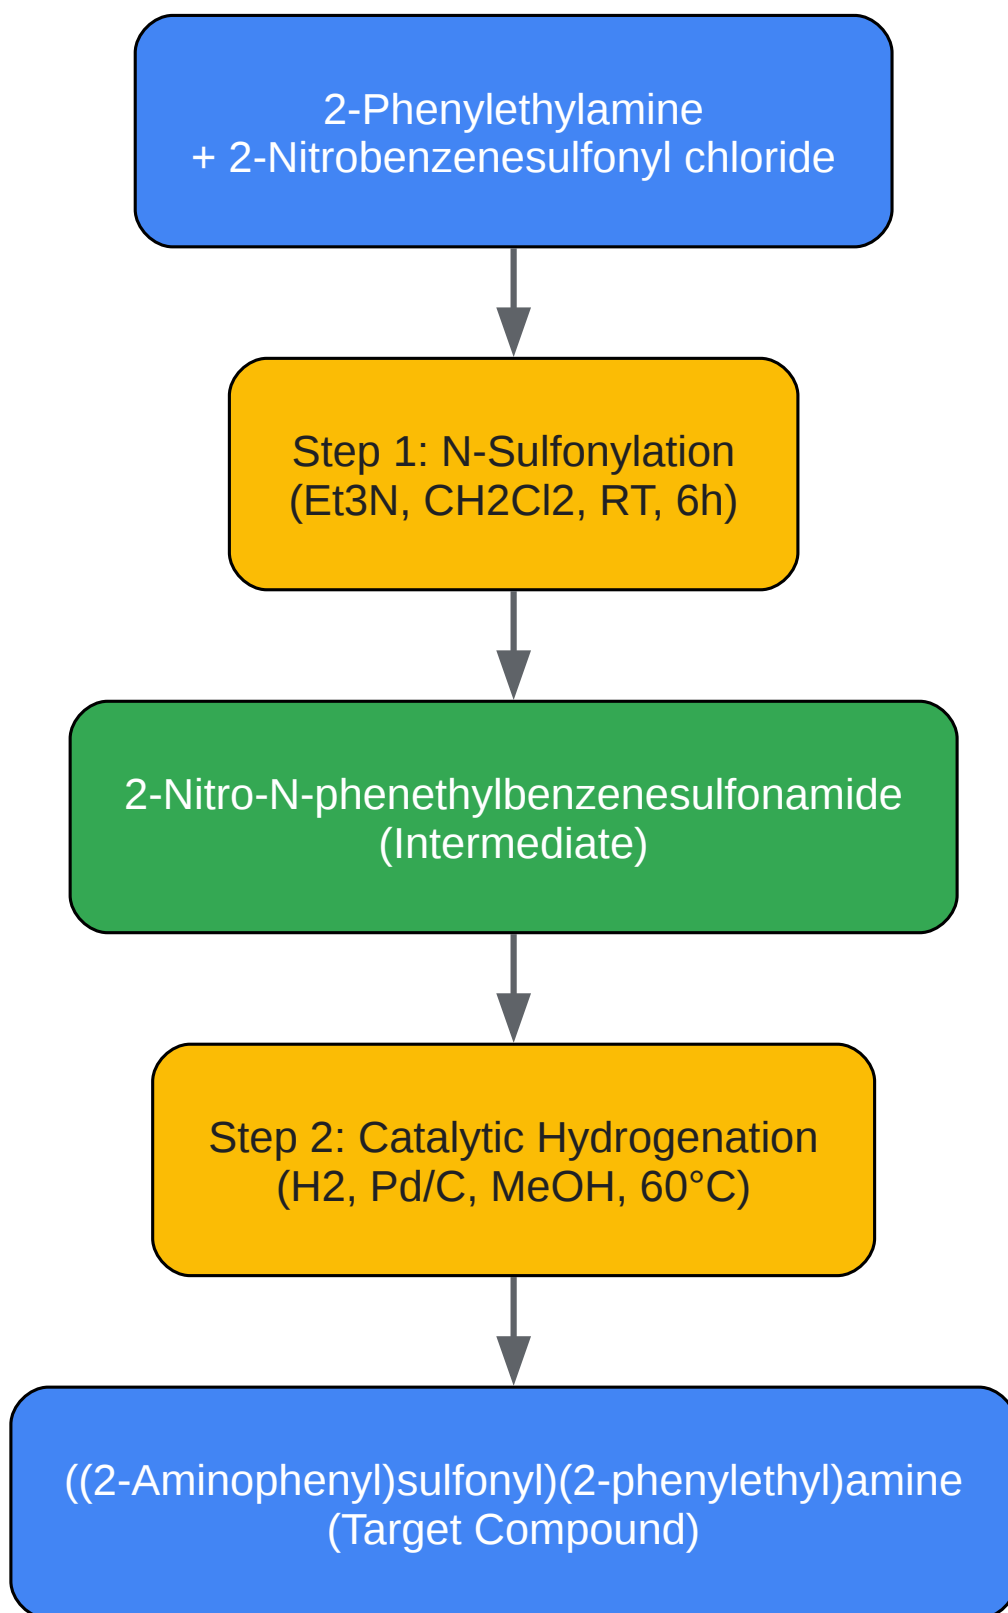 2-Phenylethylamine
+ 2-Nitrobenzenesulfonyl chloride
Step 1: N-Sulfonylation
(Et3N, CH2Cl2, RT, 6h)
2-Nitro-N-phenethylbenzenesulfonamide
(Intermediate)
Step 2: Catalytic Hydrogenation
(H2, Pd/C, MeOH, 60°C)
((2-Aminophenyl)sulfonyl)(2-phenylethyl)amine
(Target Compound)